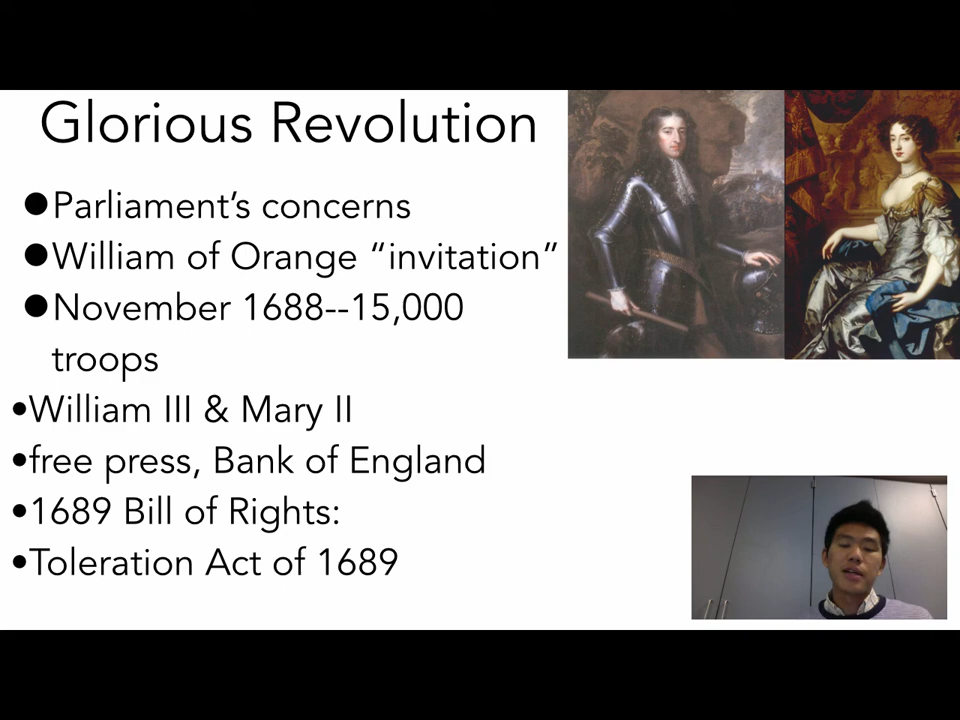 Glorious Revolution
●Parliament’s concerns
●William of Orange “invitation”
●November 1688--15,000
troops
•William III & Mary II
•free press, Bank of England
•1689 Bill of Rights:
•Toleration Act of 1689